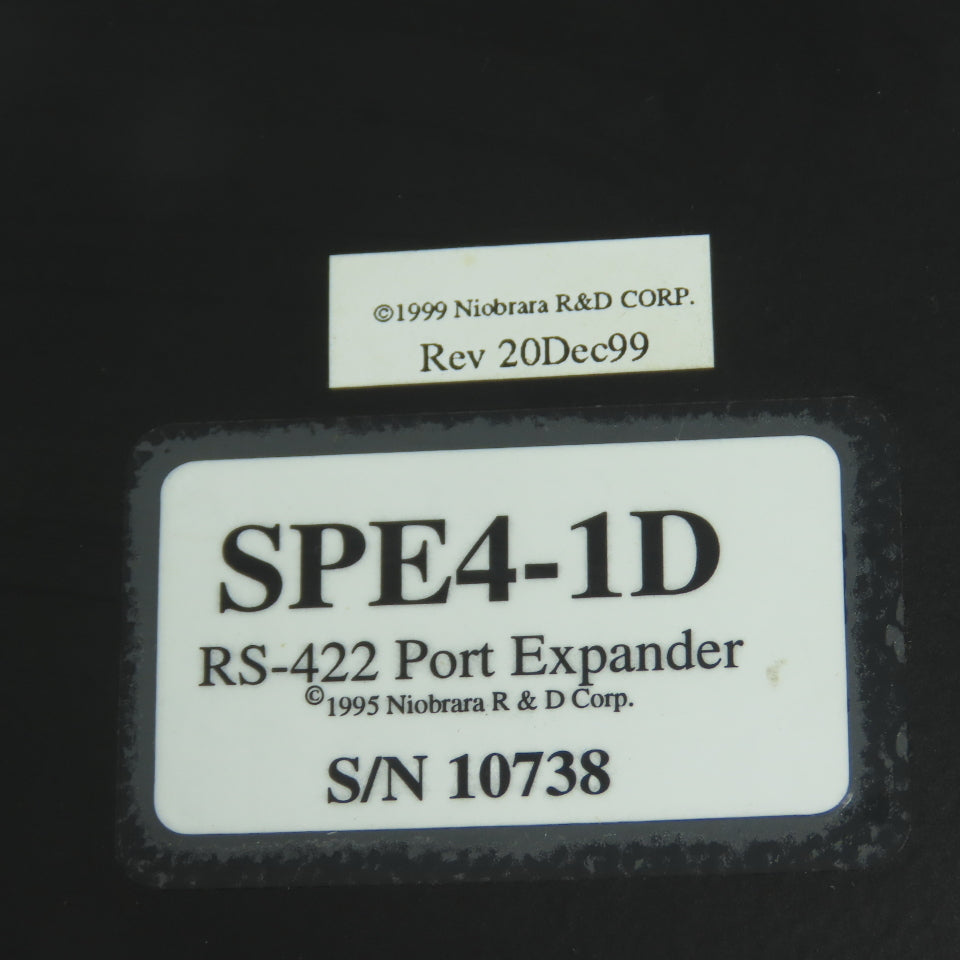 ©1999 Niobrara R&D CORP.
Rev 20Dec99
SPE4-1D
RS-422 Port Expander
©1995 Niobrara R & D Corp.
S/N 10738